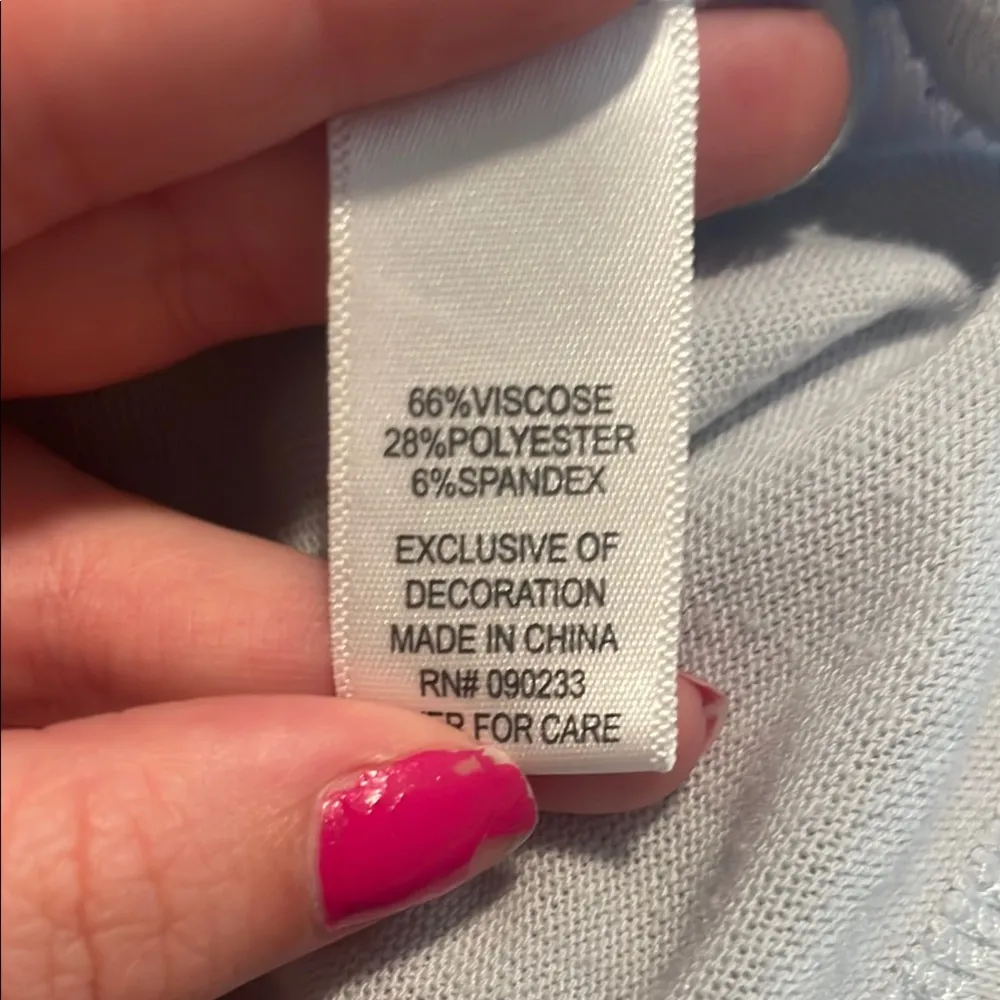 66%VISCOSE
28%POLYESTER
6%SPANDEX
EXCLUSIVE OF
DECORATION
MADE IN CHINA
RN# 090233
FOR CARE